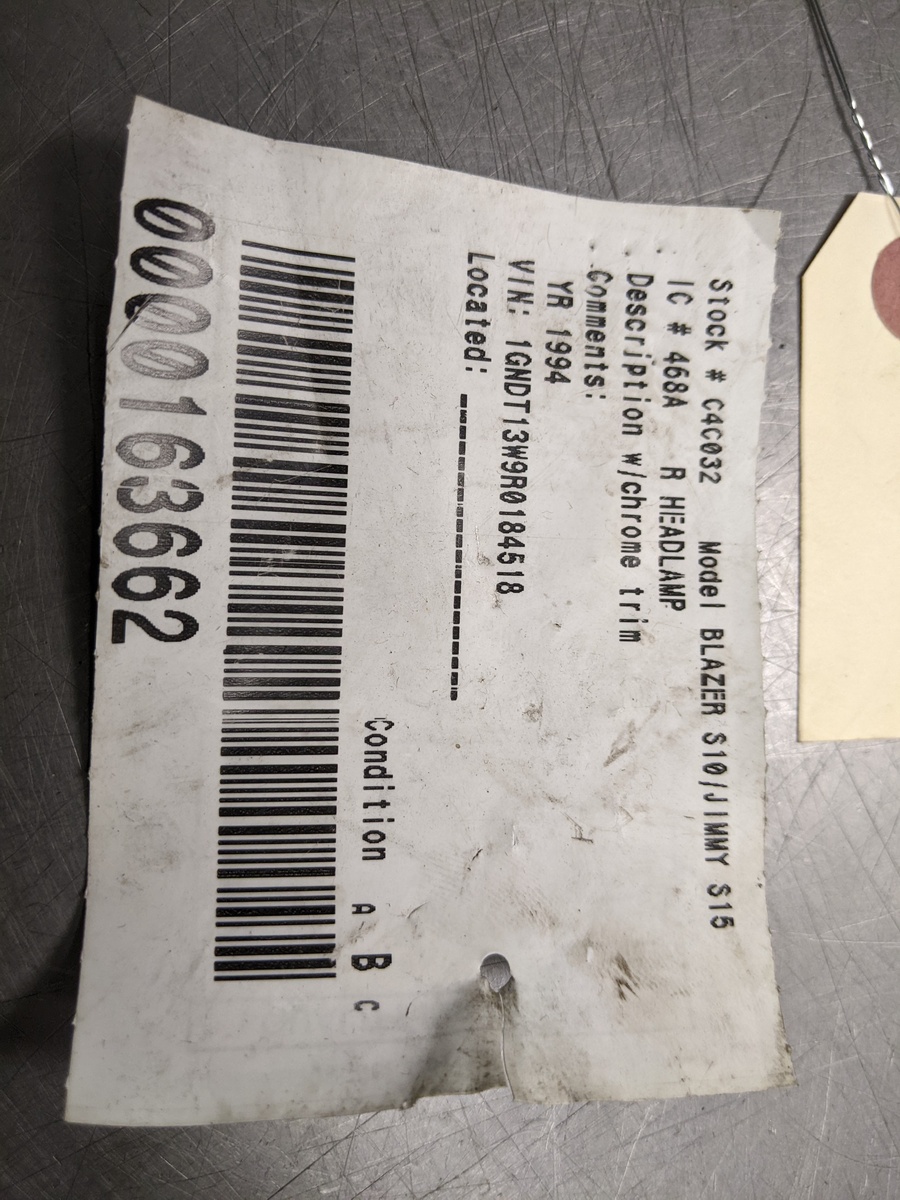 Stock # C4C032 Model BLAZER S10/JIMMY S15
: IC # 468A R HEADLAMP
. Description w/chrome trim
. Comments:
YR 1994
VIN: 1GNDT13W9R0184518
Located: ------------------
Condition A B C
0000163662